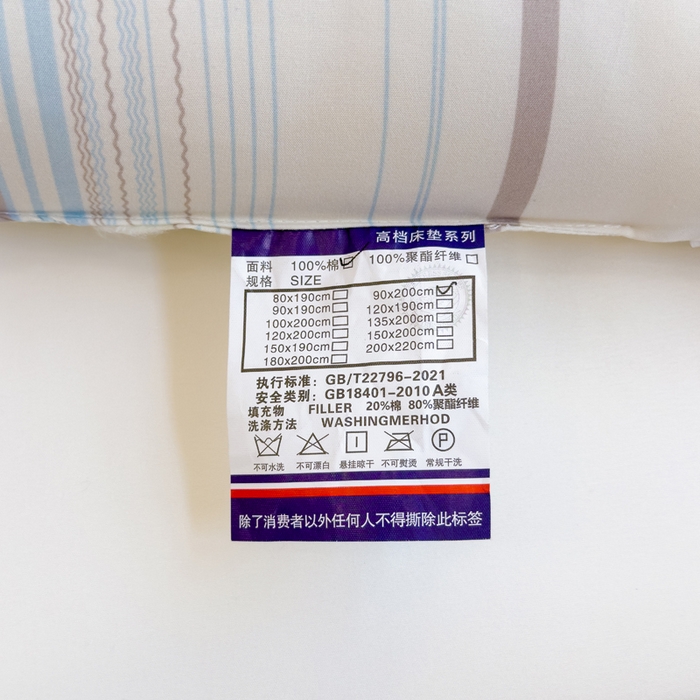 高档床垫系列
面料 100%棉 100%聚酯纤维
规格 SIZE
80x190cm 90x200cm
90x190cm 120x190cm
100x200cm 135x200cm
120x200cm 150x200cm
150x190cm 200x220cm
180x200cm
执行标准：GB/T22796-2021
安全类别：GB18401-2010 A类
填充物 FILLER 20%棉 80%聚酯纤维
洗涤方法 WASHINGMERHOD
P
不可水洗 不可漂白 悬挂晾干 不可熨烫 常规干洗
除了消费者以外任何人不得撕除此标签